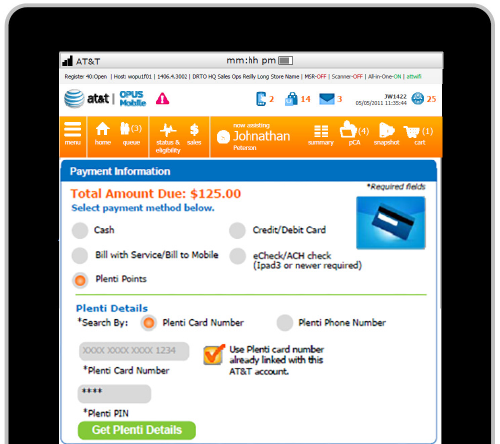 AT&T mm:hh pm
Register 40:Open | Host: wopu1f01 | 1406.A.3002 | DRTO HQ Sales Ops Reilly Long Store Name | MSR-OFF | Scanner-OFF | All-in-One-ON | attwifi
at&t | OPUS Mobile 2 14 3 JW1422 05/05/2011 11:35:44 25
menu home (3) queue status & eligibility $ sales now assisting Johnathan Peterson summary (4) pCA snapshot (1) cart
Payment Information
Total Amount Due: $125.00 *Required fields
Select payment method below.
Cash Credit/Debit Card
Bill with Service/Bill to Mobile eCheck/ACH check
(Ipad3 or newer required)
Plenti Points
Plenti Details
*Search By: Plenti Card Number Plenti Phone Number
XXXX XXXX XXXX 1234 Use Plenti card number
already linked with this
AT&T account.
*Plenti Card Number
****
*Plenti PIN
Get Plenti Details